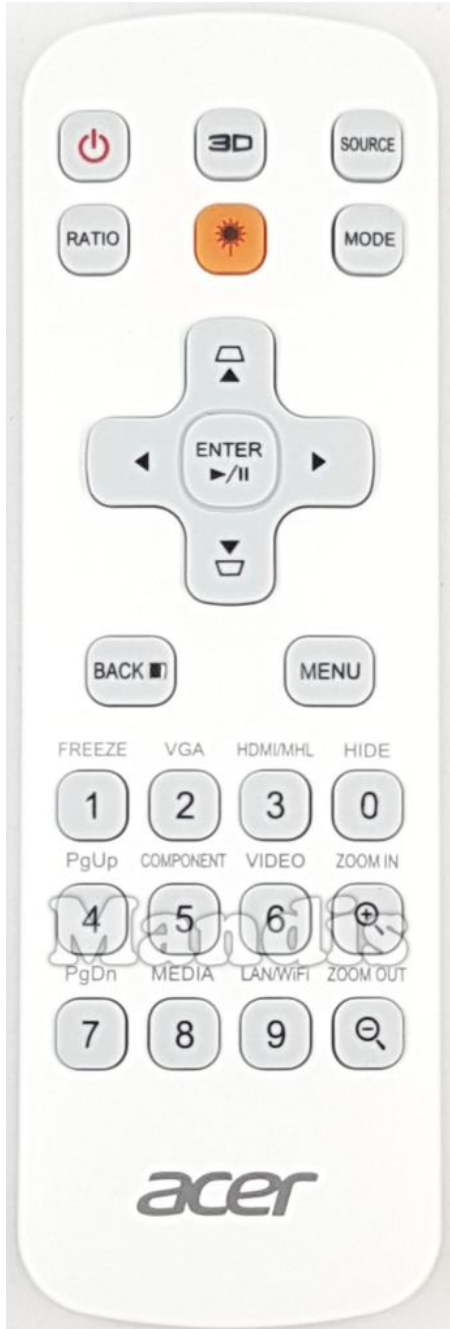 3D SOURCE
RATIO MODE
ENTER
BACK MENU
FREEZE VGA HDMI/MHL HIDE
1 2 3 0
PgUp COMPONENT VIDEO ZOOM IN
4 5 6
Mandis
PgDn MEDIA LAN/WiFi ZOOM OUT
7 8 9
acer